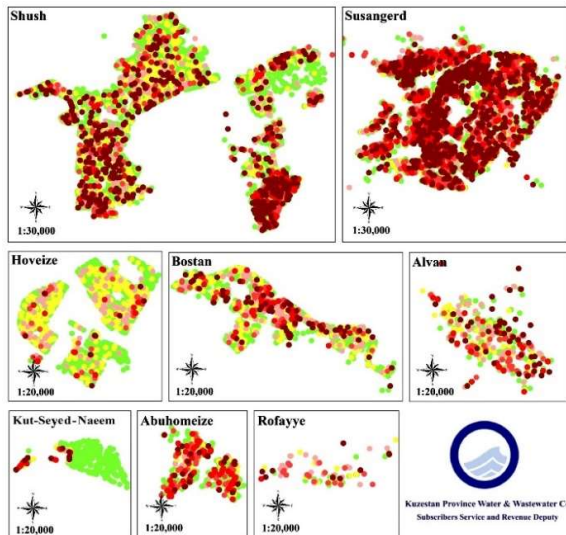 Shush
1:30,000
Susangerd
1:30,000
Hoveize
1:20,000
Bostan
1:20,000
Alvan
1:20,000
Kut-Seyed-Naeem
1:20,000
Abuhomeize
1:20,000
Rofayye
1:20,000
Kuzestan Province Water & Wastewater C
Subscribers Service and Revenue Deputy